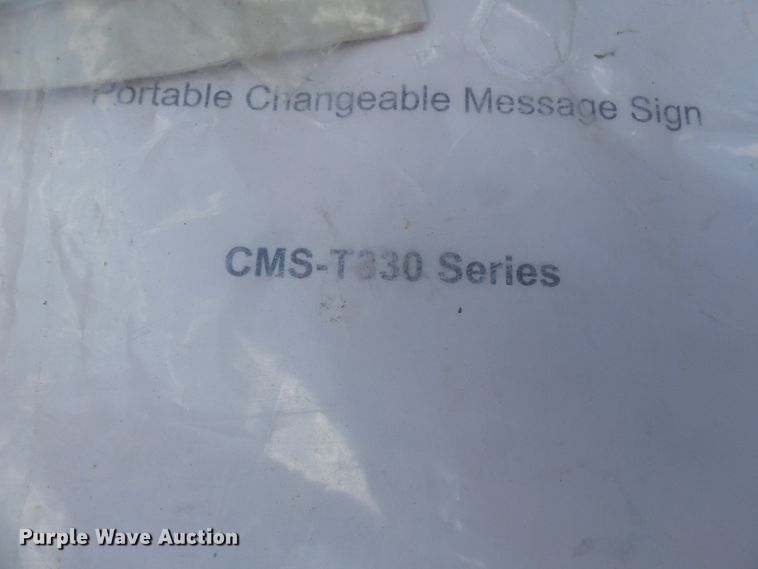 Portable Changeable Message Sign
CMS-T330 Series
Purple Wave Auction